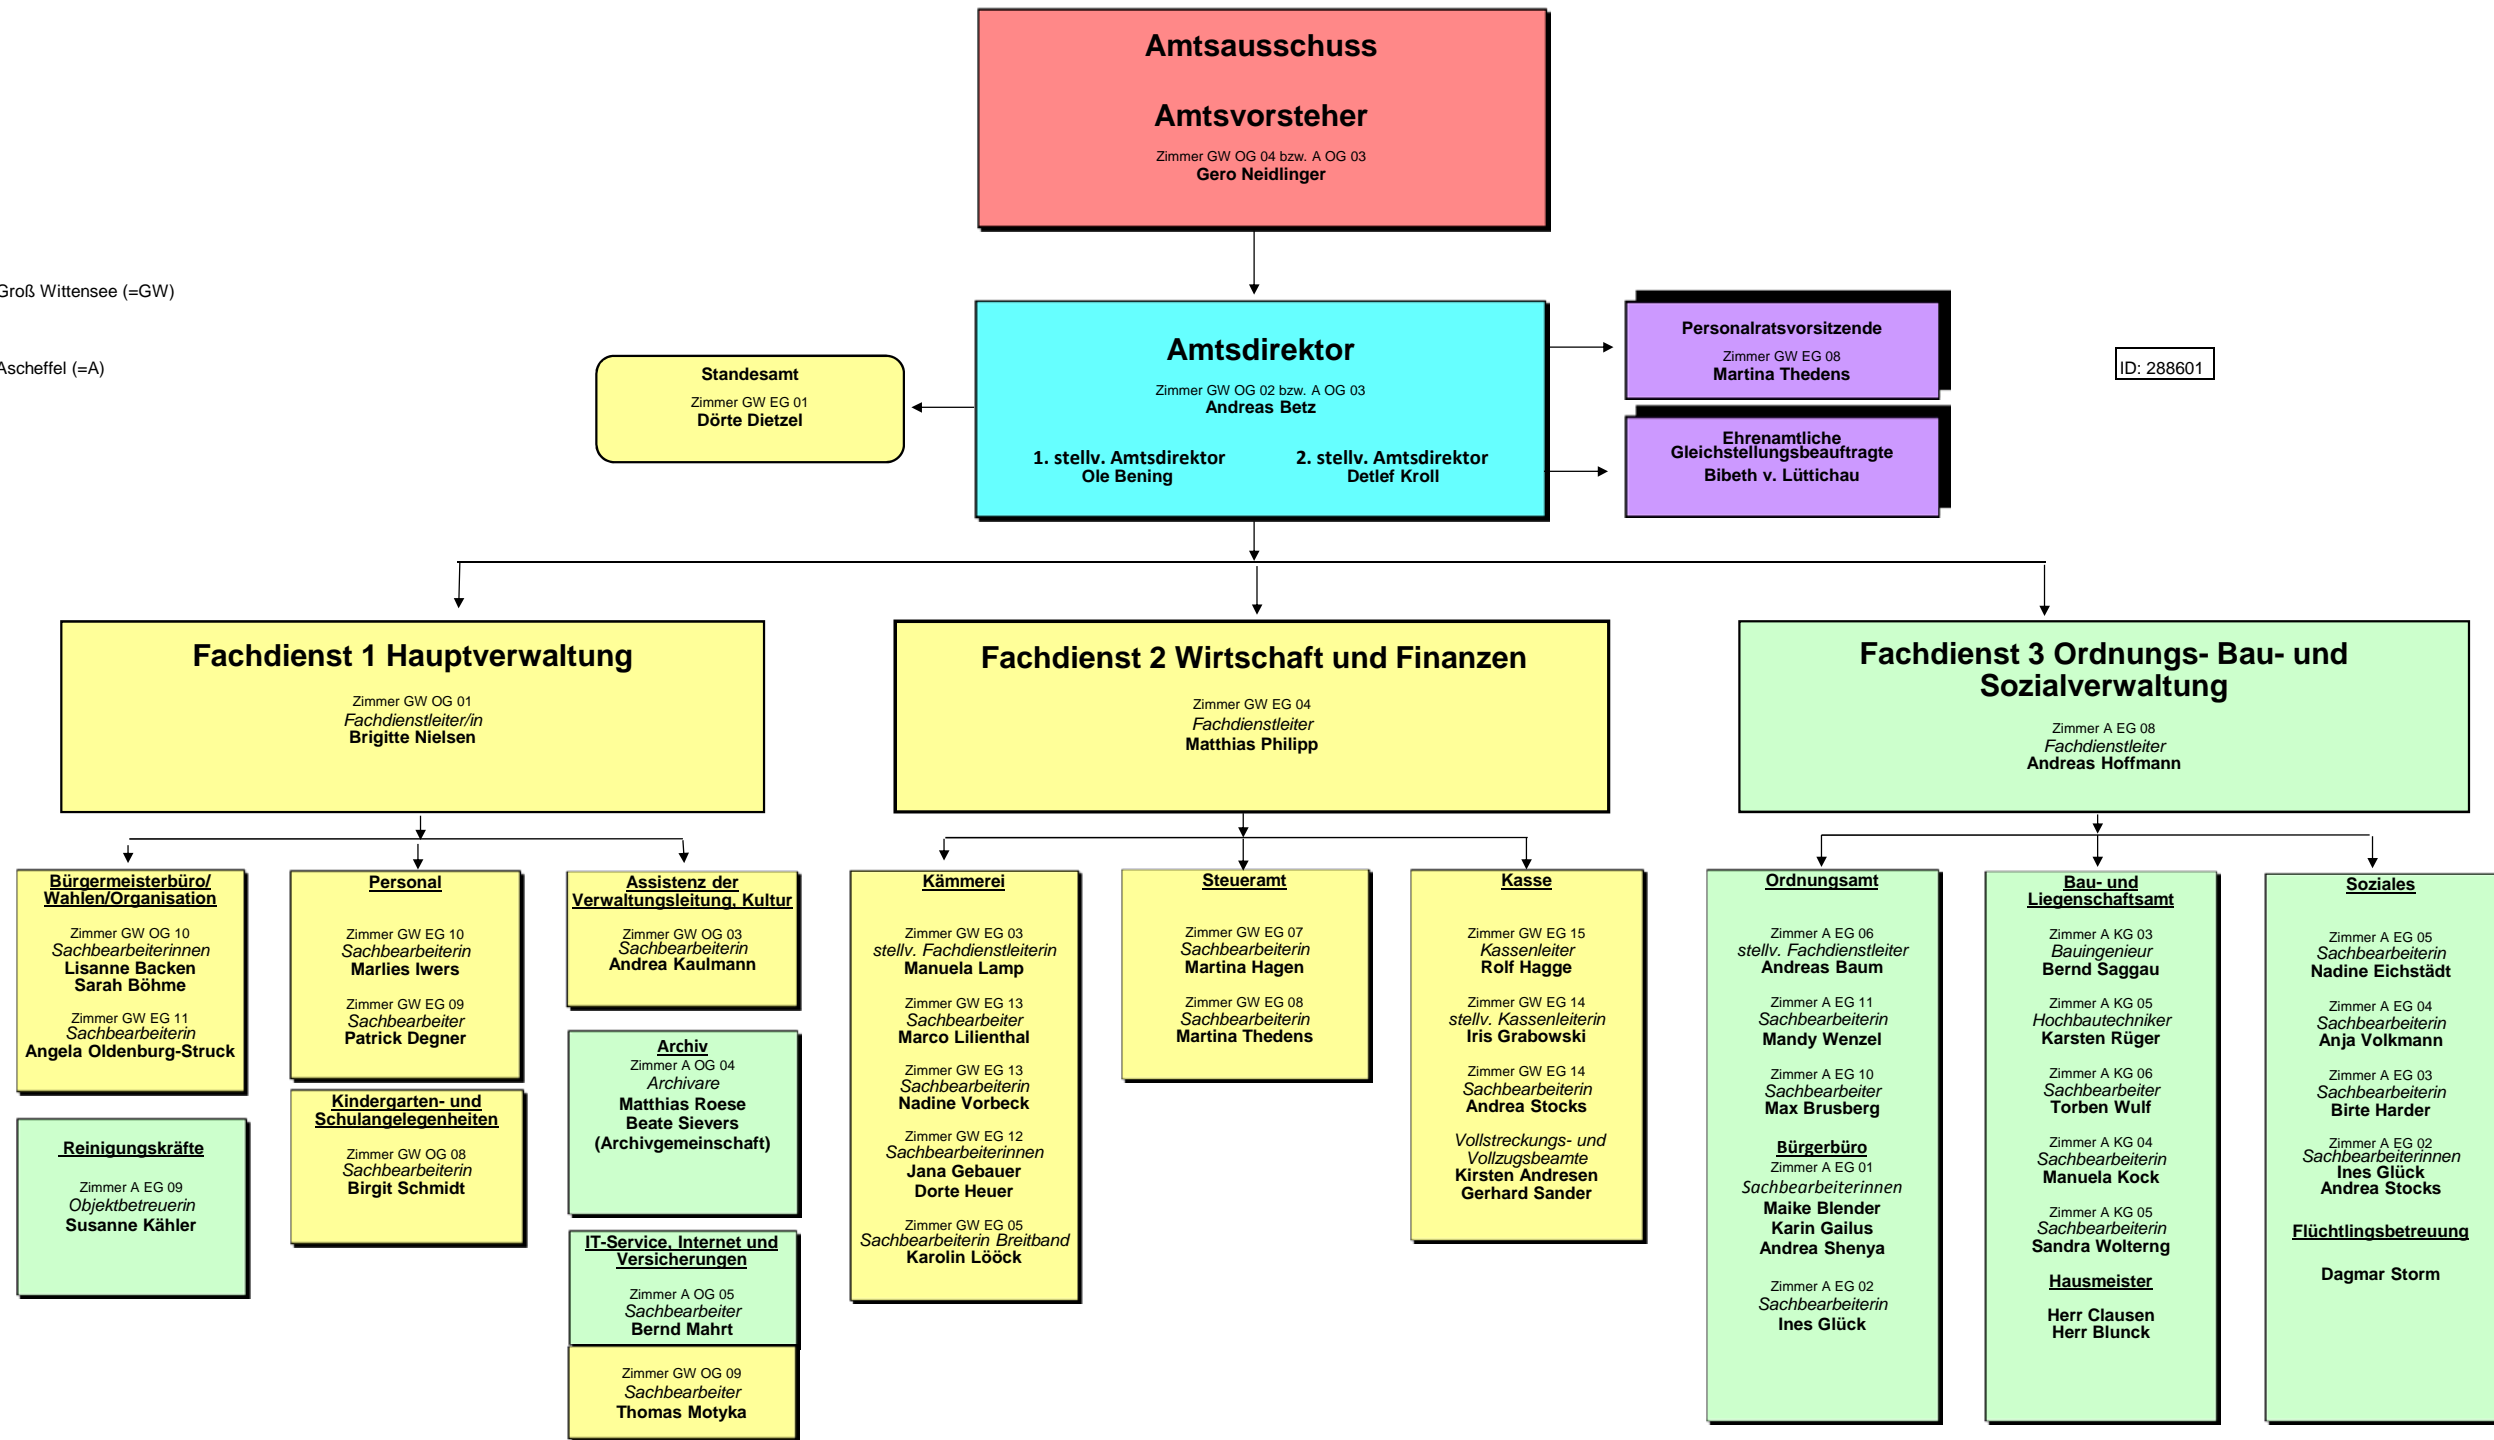 Amtsausschuss
Amtsvorsteher
Zimmer GW OG 04 bzw. A OG 03
Gero Neidlinger
Groß Wittensee (=GW)
Ascheffel (=A)
Standesamt
Zimmer GW EG 01
Dörte Dietzel
Amtsdirektor
Zimmer GW OG 02 bzw. A OG 03
Andreas Betz
1. stellv. Amtsdirektor
Ole Bening
2. stellv. Amtsdirektor
Detlef Kroll
Personalratsvorsitzende
Zimmer GW EG 08
Martina Thedens
Ehrenamtliche
Gleichstellungsbeauftragte
Bibeth v. Lüttichau
ID: 288601
Fachdienst 1 Hauptverwaltung
Zimmer GW OG 01
Fachdienstleiter/in
Brigitte Nielsen
Fachdienst 2 Wirtschaft und Finanzen
Zimmer GW EG 04
Fachdienstleiter
Matthias Philipp
Fachdienst 3 Ordnungs- Bau- und
Sozialverwaltung
Zimmer A EG 08
Fachdienstleiter
Andreas Hoffmann
Bürgermeisterbüro/
Wahlen/Organisation
Zimmer GW OG 10
Sachbearbeiterinnen
Lisanne Backen
Sarah Böhme
Zimmer GW EG 11
Sachbearbeiterin
Angela Oldenburg-Struck
Reinigungskräfte
Zimmer A EG 09
Objektbetreuerin
Susanne Kähler
Personal
Zimmer GW EG 10
Sachbearbeiterin
Marlies Iwers
Zimmer GW EG 09
Sachbearbeiter
Patrick Degner
Kindergarten- und
Schulangelegenheiten
Zimmer GW OG 08
Sachbearbeiterin
Birgit Schmidt
Assistenz der
Verwaltungsleitung, Kultur
Zimmer GW OG 03
Sachbearbeiterin
Andrea Kaulmann
Archiv
Zimmer A OG 04
Archivare
Matthias Roese
Beate Sievers
(Archivgemeinschaft)
IT-Service, Internet und
Versicherungen
Zimmer A OG 05
Sachbearbeiter
Bernd Mahrt
Zimmer GW OG 09
Sachbearbeiter
Thomas Motyka
Kämmerei
Zimmer GW EG 03
stellv. Fachdienstleiterin
Manuela Lamp
Zimmer GW EG 13
Sachbearbeiter
Marco Lilienthal
Zimmer GW EG 13
Sachbearbeiterin
Nadine Vorbeck
Zimmer GW EG 12
Sachbearbeiterinnen
Jana Gebauer
Dorte Heuer
Zimmer GW EG 05
Sachbearbeiterin Breitband
Karolin Lööck
Steueramt
Zimmer GW EG 07
Sachbearbeiterin
Martina Hagen
Zimmer GW EG 08
Sachbearbeiterin
Martina Thedens
Kasse
Zimmer GW EG 15
Kassenleiter
Rolf Hagge
Zimmer GW EG 14
stellv. Kassenleiterin
Iris Grabowski
Zimmer GW EG 14
Sachbearbeiterin
Andrea Stocks
Vollstreckungs- und
Vollzugsbeamte
Kirsten Andresen
Gerhard Sander
Ordnungsamt
Zimmer A EG 06
stellv. Fachdienstleiter
Andreas Baum
Zimmer A EG 11
Sachbearbeiterin
Mandy Wenzel
Zimmer A EG 10
Sachbearbeiter
Max Brusberg
Bürgerbüro
Zimmer A EG 01
Sachbearbeiterinnen
Maike Blender
Karin Gailus
Andrea Shenya
Zimmer A EG 02
Sachbearbeiterin
Ines Glück
Bau- und
Liegenschaftsamt
Zimmer A KG 03
Bauingenieur
Bernd Saggau
Zimmer A KG 05
Hochbautechniker
Karsten Rüger
Zimmer A KG 06
Sachbeiter
Torben Wulf
Zimmer A KG 04
Sachbearbeiterin
Manuela Kock
Zimmer A KG 05
Sachbearbeiterin
Sandra Wolterng
Hausmeister
Herr Clausen
Herr Blunck
Soziales
Zimmer A EG 05
Sachbearbeiterin
Nadine Eichstädt
Zimmer A EG 04
Sachbearbeiterin
Anja Volkmann
Zimmer A EG 03
Sachbearbeiterin
Birte Harder
Zimmer A EG 02
Sachbearbeiterinnen
Ines Glück
Andrea Stocks
Flüchtlingsbetreuung
Dagmar Storm